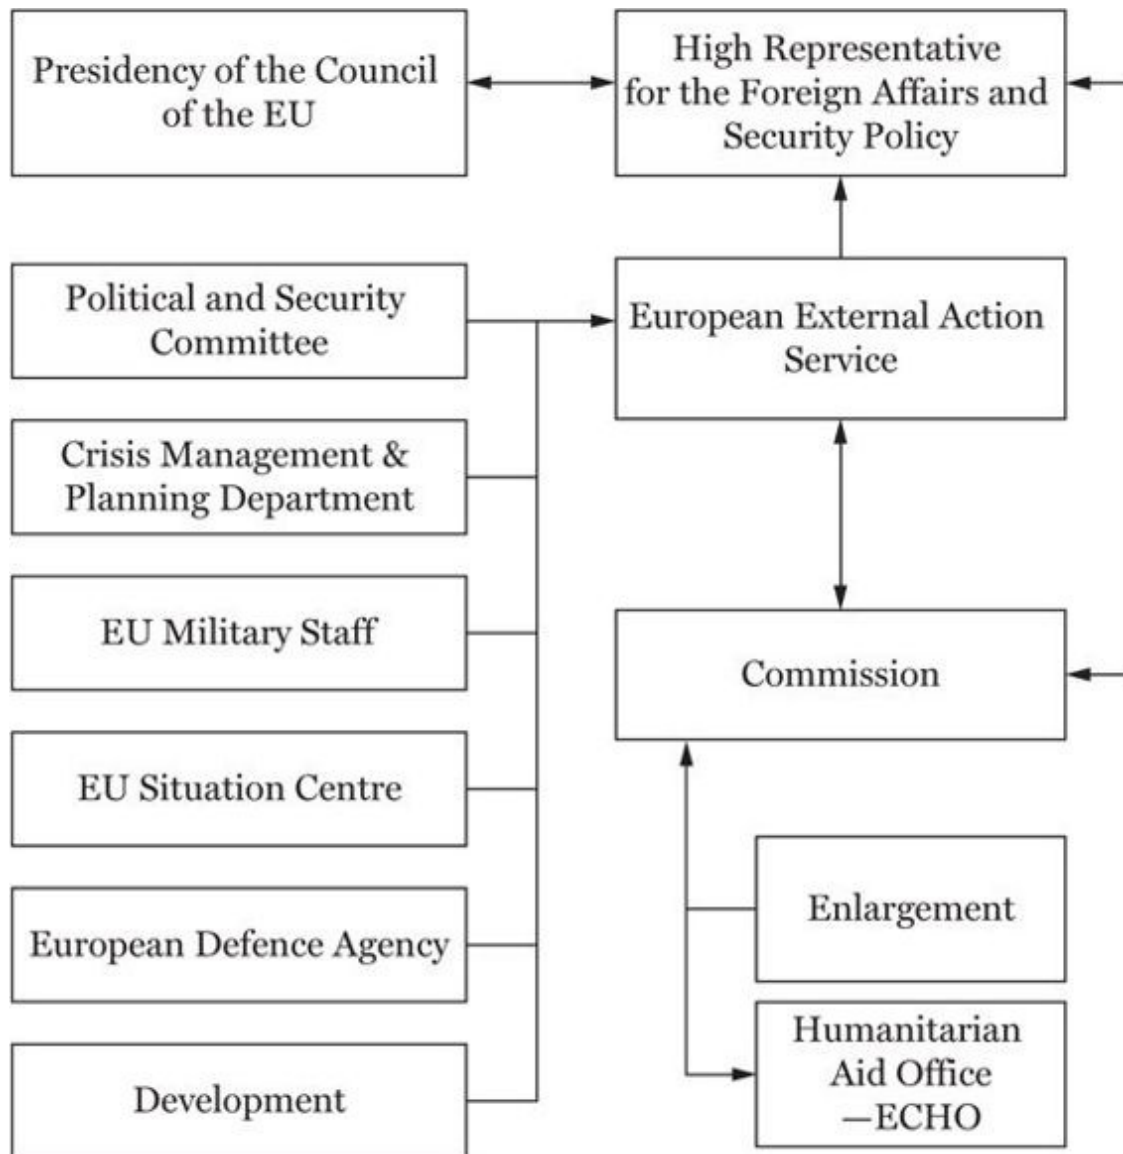 Presidency of the Council
of the EU
High Representative
for the Foreign Affairs and
Security Policy
Political and Security
Committee
European External Action
Service
Crisis Management &
Planning Department
EU Military Staff
Commission
EU Situation Centre
Enlargement
European Defence Agency
Humanitarian
Aid Office
—ECHO
Development